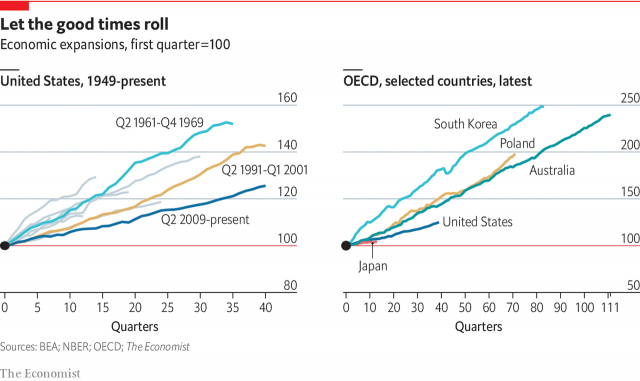 Let the good times roll
Economic expansions, first quarter=100
United States, 1949-present
160
Q2 1961-Q4 1969
140
Q2 1991-Q1 2001
120
Q2 2009-present
100
80
0 5 10 15 20 25 30 35 40
Quarters
OECD, selected countries, latest
250
South Korea
Poland
200
Australia
150
United States
100
Japan
50
0 10 20 30 40 50 60 70 80 90 100 111
Quarters
Sources: BEA; NBER; OECD; The Economist
The Economist